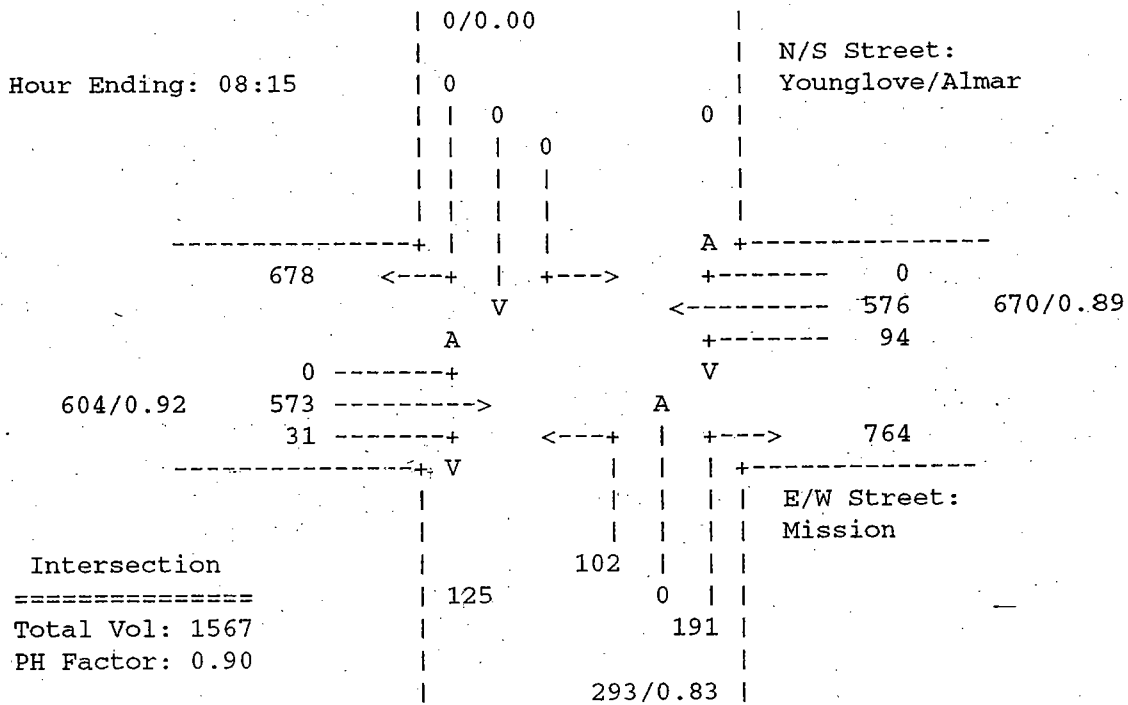 0/0.00
N/S Street:
Hour Ending: 08:15 0 Younglove/Almar
0 0
0
A
678 <---+ | +---> +------- 0
V <--------- 576 670/0.89
A +------- 94
0 -------+ V
604/0.92 573 ---------> A
31 -------+ <---+ | +---> 764
V
E/W Street:
Mission
Intersection 102
=============== 125 0
Total Vol: 1567 191
PH Factor: 0.90
293/0.83